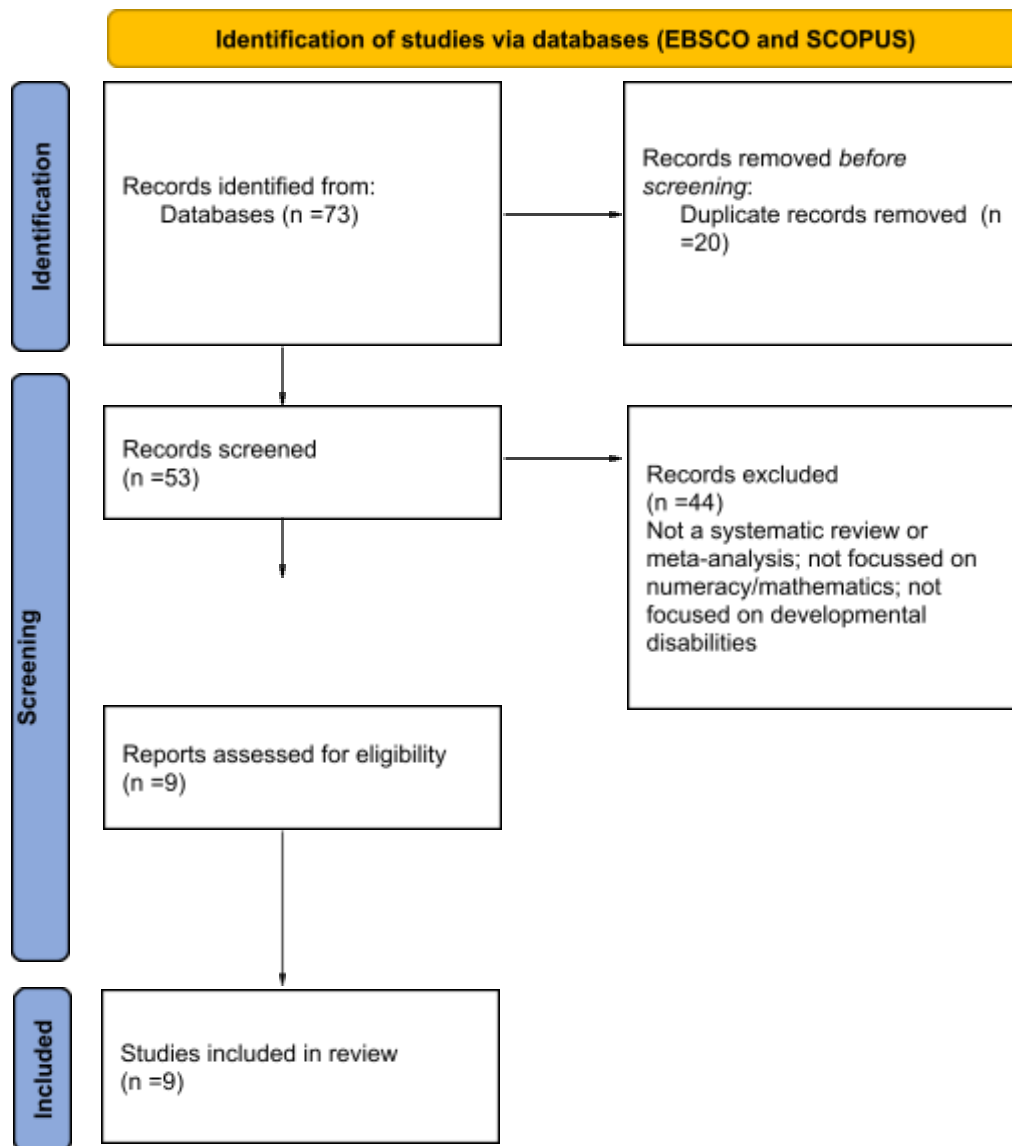 Identification of studies via databases (EBSCO and SCOPUS)
Identification
Records identified from:
Databases (n =73)
Records removed before
screening:
Duplicate records removed (n
=20)
Screening
Records screened
(n =53)
Records excluded
(n =44)
Not a systematic review or
meta-analysis; not focussed on
numeracy/mathematics; not
focused on developmental
disabilities
Reports assessed for eligibility
(n =9)
Included
Studies included in review
(n =9)